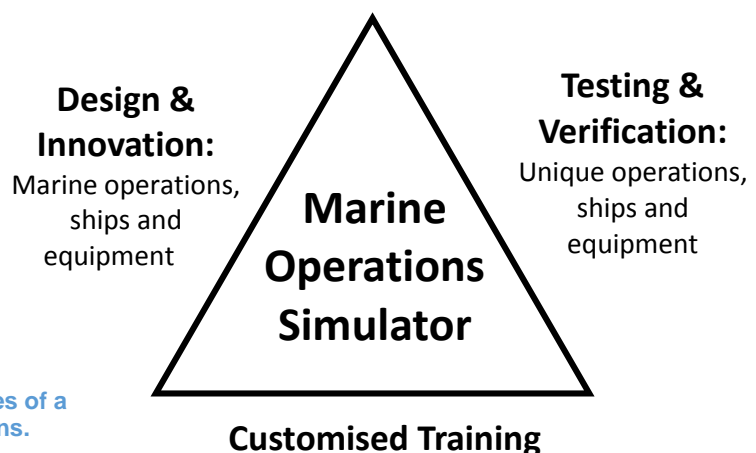 Design &
Innovation:
Marine operations,
ships and
equipment
Testing &
Verification:
Unique operations,
ships and
equipment
Marine
Operations
Simulator
of a
Customised Training